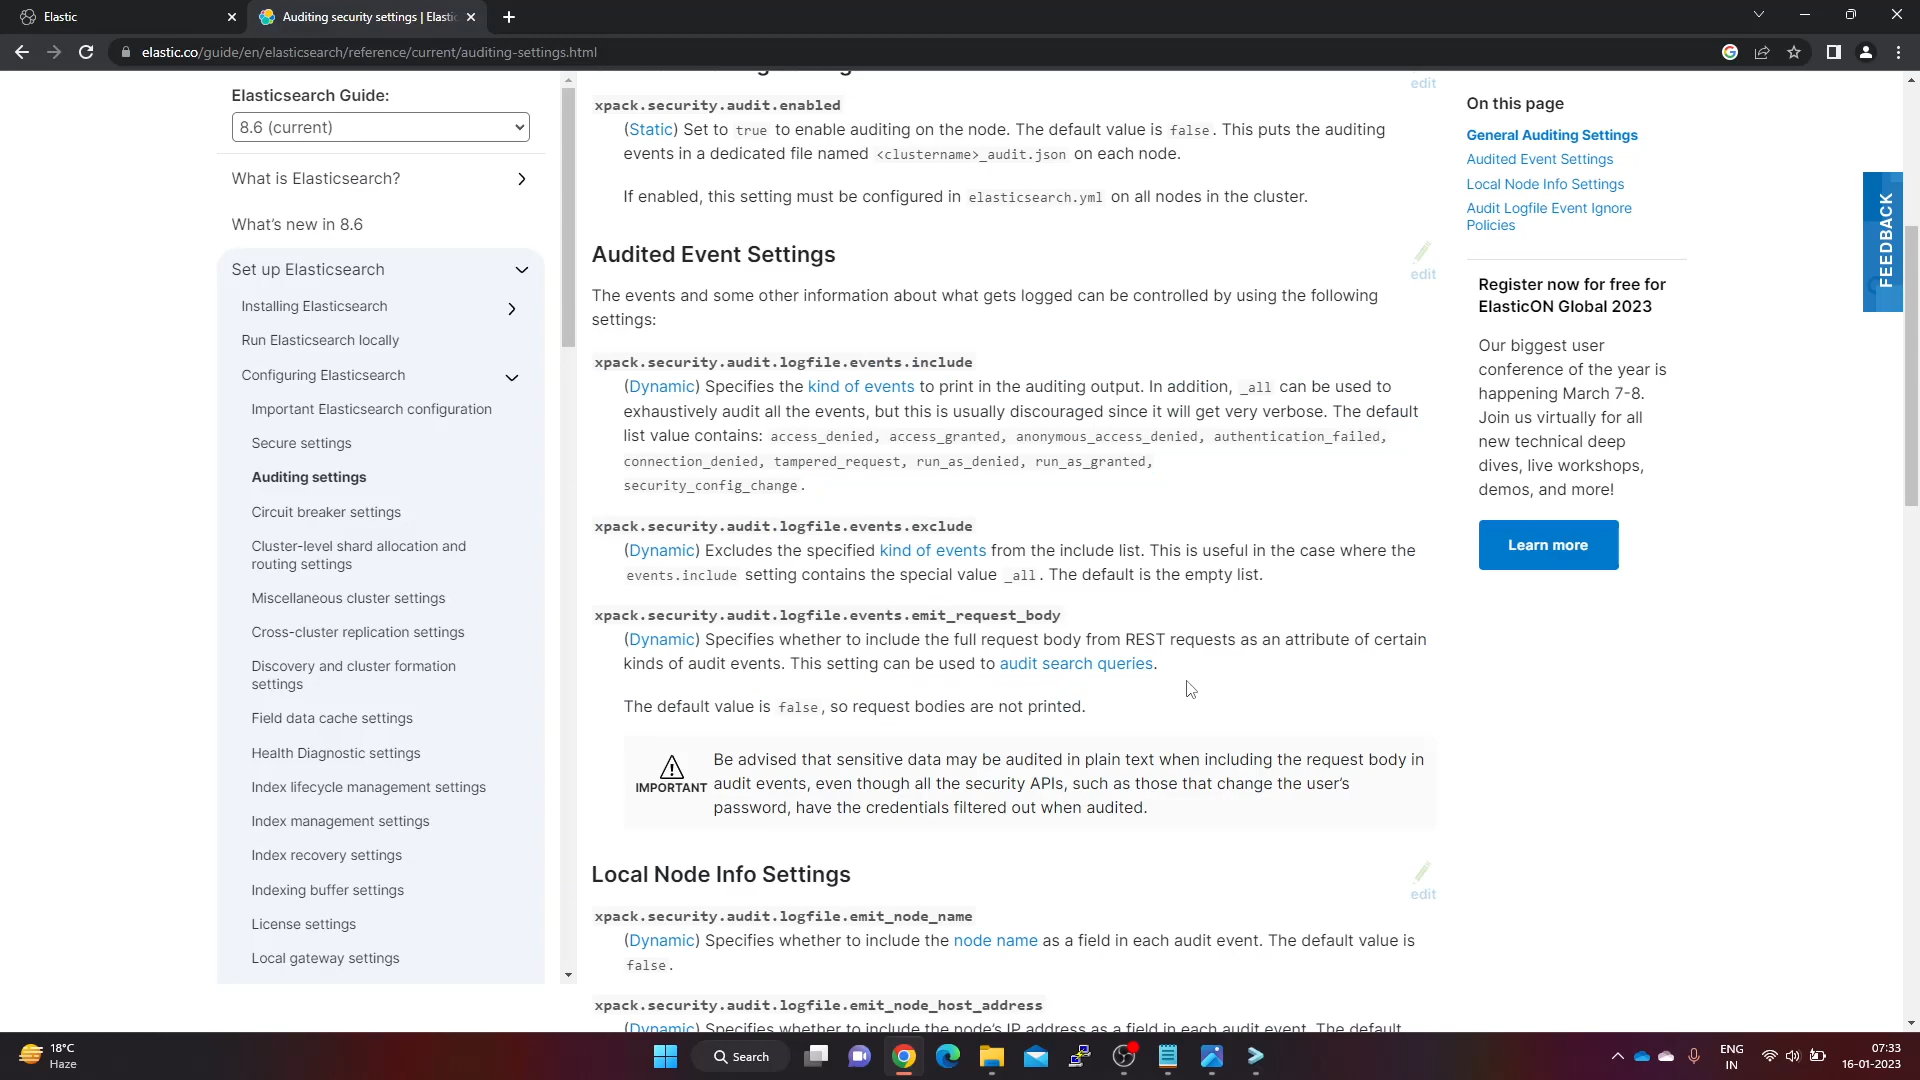 Elastic
Auditing security settings | Elastic
elastic.co/guide/en/elasticsearch/reference/current/auditing-settings.html
Elasticsearch Guide:
8.6 (current)
What is Elasticsearch?
What's new in 8.6
Set up Elasticsearch
Installing Elasticsearch
Run Elasticsearch locally
Configuring Elasticsearch
Important Elasticsearch configuration
Secure settings
Auditing settings
Circuit breaker settings
Cluster-level shard allocation and
routing settings
Miscellaneous cluster settings
Cross-cluster replication settings
Discovery and cluster formation
settings
Field data cache settings
Health Diagnostic settings
Index lifecycle management settings
Index management settings
Index recovery settings
Indexing buffer settings
License settings
Local gateway settings
edit
xpack.security.audit.enabled
(Static) Set to true to enable auditing on the node. The default value is false. This puts the auditing
events in a dedicated file named <clustername>_audit.json on each node.
If enabled, this setting must be configured in elasticsearch.yml on all nodes in the cluster.
Audited Event Settings
edit
The events and some other information about what gets logged can be controlled by using the following
settings:
xpack.security.audit.logfile.events.include
(Dynamic) Specifies the kind of events to print in the auditing output. In addition, _all can be used to
exhaustively audit all the events, but this is usually discouraged since it will get very verbose. The default
list value contains: access_denied, access_granted, anonymous_access_denied, authentication_failed,
connection_denied, tampered_request, run_as_denied, run_as_granted,
security_config_change.
xpack.security.audit.logfile.events.exclude
(Dynamic) Excludes the specified kind of events from the include list. This is useful in the case where the
events.include setting contains the special value _all. The default is the empty list.
xpack.security.audit.logfile.events.emit_request_body
(Dynamic) Specifies whether to include the full request body from REST requests as an attribute of certain
kinds of audit events. This setting can be used to audit search queries.
The default value is false, so request bodies are not printed.
IMPORTANT
Be advised that sensitive data may be audited in plain text when including the request body in
audit events, even though all the security APIs, such as those that change the user's
password, have the credentials filtered out when audited.
Local Node Info Settings
edit
xpack.security.audit.logfile.emit_node_name
(Dynamic) Specifies whether to include the node name as a field in each audit event. The default value is
false.
xpack.security.audit.logfile.emit_node_host_address
(Dynamic) Specifies whether to include the node's IP address as a field in each audit event. The default
On this page
General Auditing Settings
Audited Event Settings
Local Node Info Settings
Audit Logfile Event Ignore
Policies
Register now for free for
ElasticON Global 2023
Our biggest user
conference of the year is
happening March 7-8.
Join us virtually for all
new technical deep
dives, live workshops,
demos, and more!
Learn more
FEEDBACK
18°C
Haze
Search
ENG
IN
07:33
16-01-2023